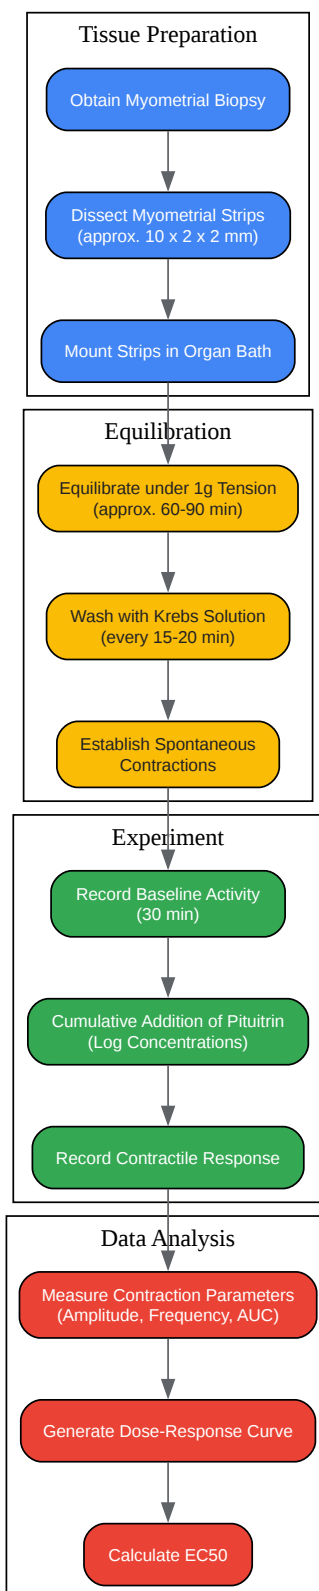 Tissue Preparation
Obtain Myometrial Biopsy
Dissect Myometrial Strips
(approx. 10 x 2 x 2 mm)
Mount Strips in Organ Bath
Equilibration
Equilibrate under 1g Tension
(approx. 60-90 min)
Wash with Krebs Solution
(every 15-20 min)
Establish Spontaneous
Contractions
Experiment
Record Baseline Activity
(30 min)
Cumulative Addition of Pituitrin
(Log Concentrations)
Record Contractile Response
Data Analysis
Measure Contraction Parameters
(Amplitude, Frequency, AUC)
Generate Dose-Response Curve
Calculate EC50